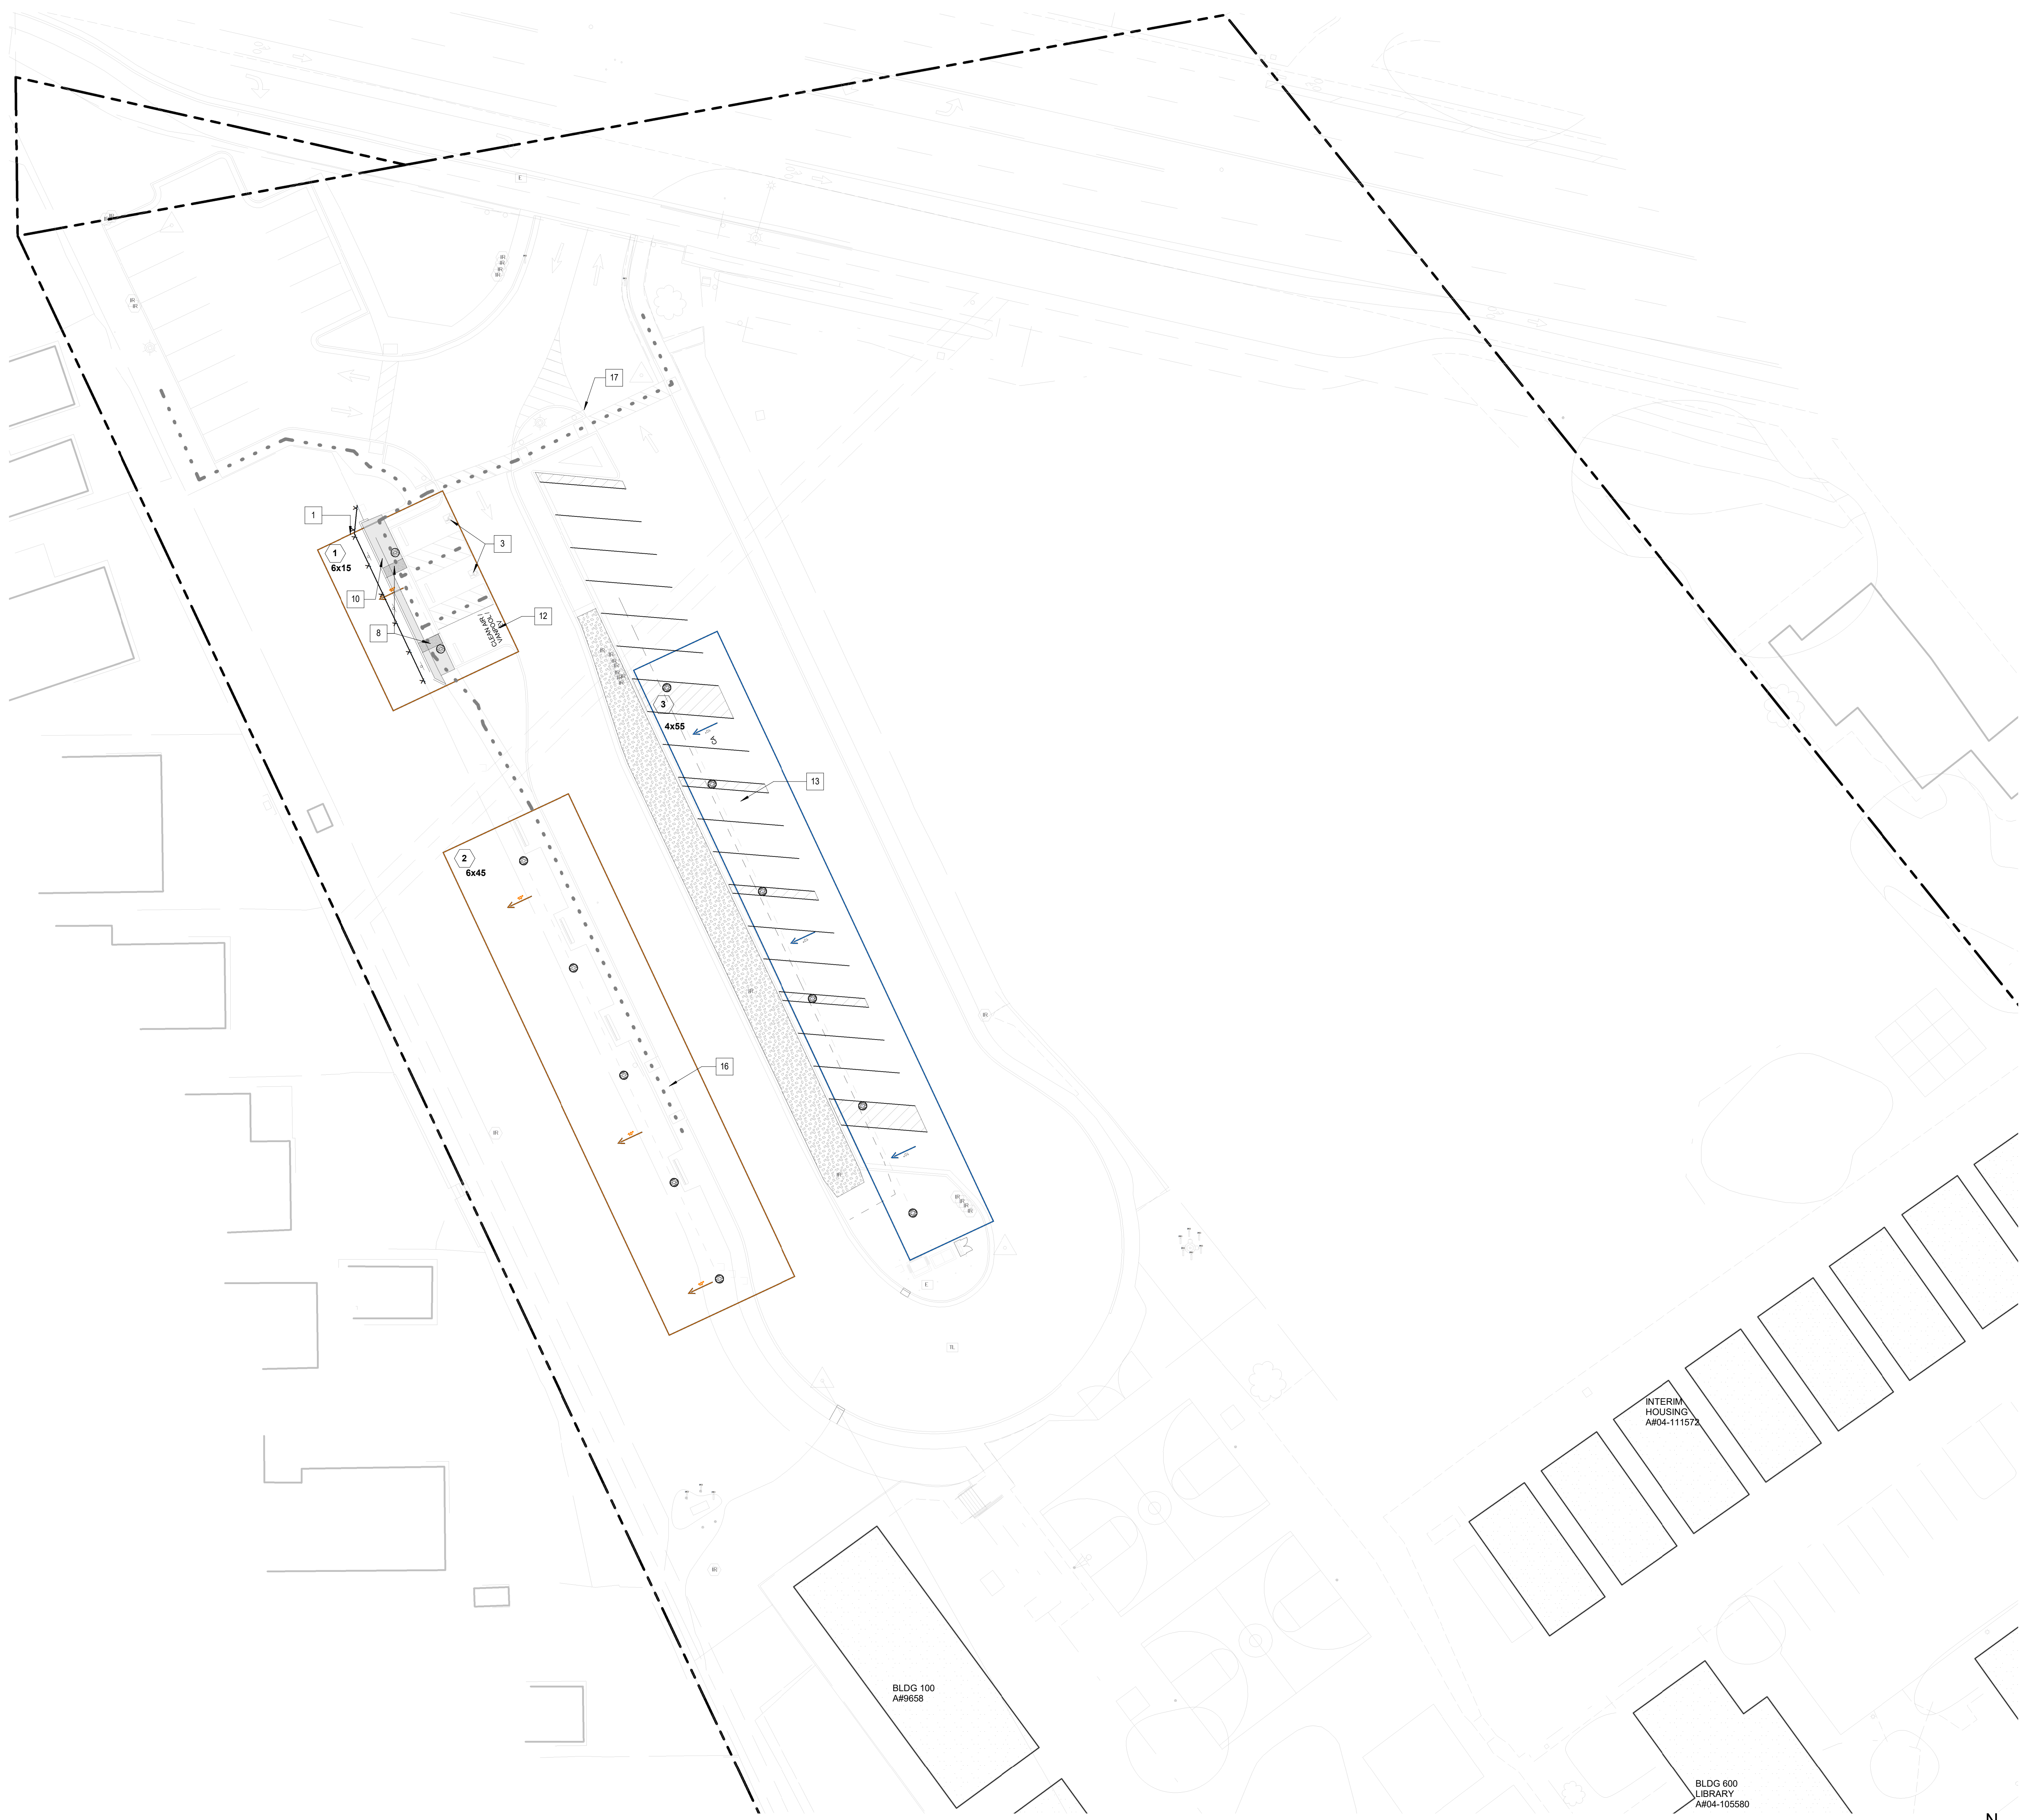 E
17
1
1
6x15
3
10
12
8
CLEAN AIR /
VANPOOL /
EV
3
4x55
13
2
6x45
16
E
INTERIM
HOUSING
A#04-111572
BLDG 100
A#9658
BLDG 600
LIBRARY
A#04-105580
N